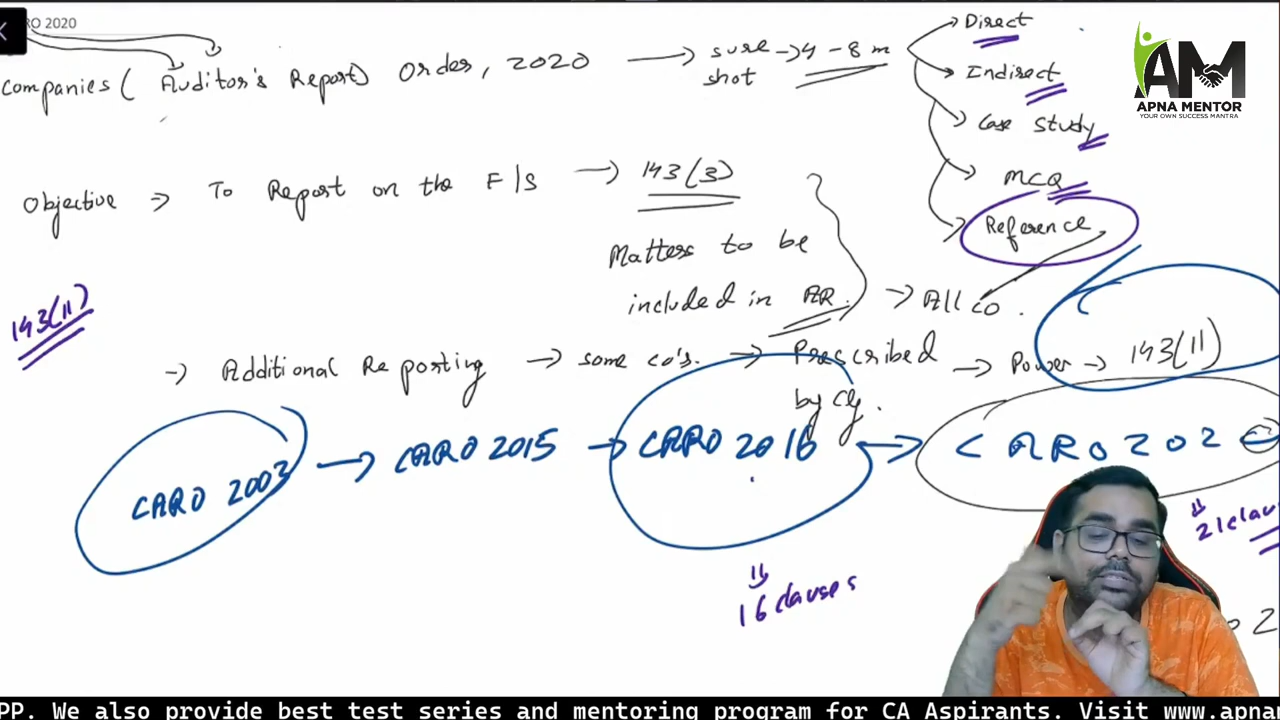 RO 2020
Companies (Auditor's Report) Order, 2020 → sure shot → 4-8 m
Direct
Indirect
Case Study
MCQ
Reference
AM
APNA MENTOR
YOUR OWN SUCCESS MANTRA
Objective ⇒ To Report on the F/S → 143(3)
Matters to be
included in AR. → All co.
143(11)
→ Additional Reporting → some co's. → Prescribed by CG. → Power → 143(11)
CARO 2003 → CARO 2015 → CARO 2016 → CARO 2020
16 clauses
21 clau
PP. We also provide best test series and mentoring program for CA Aspirants. Visit www.apna